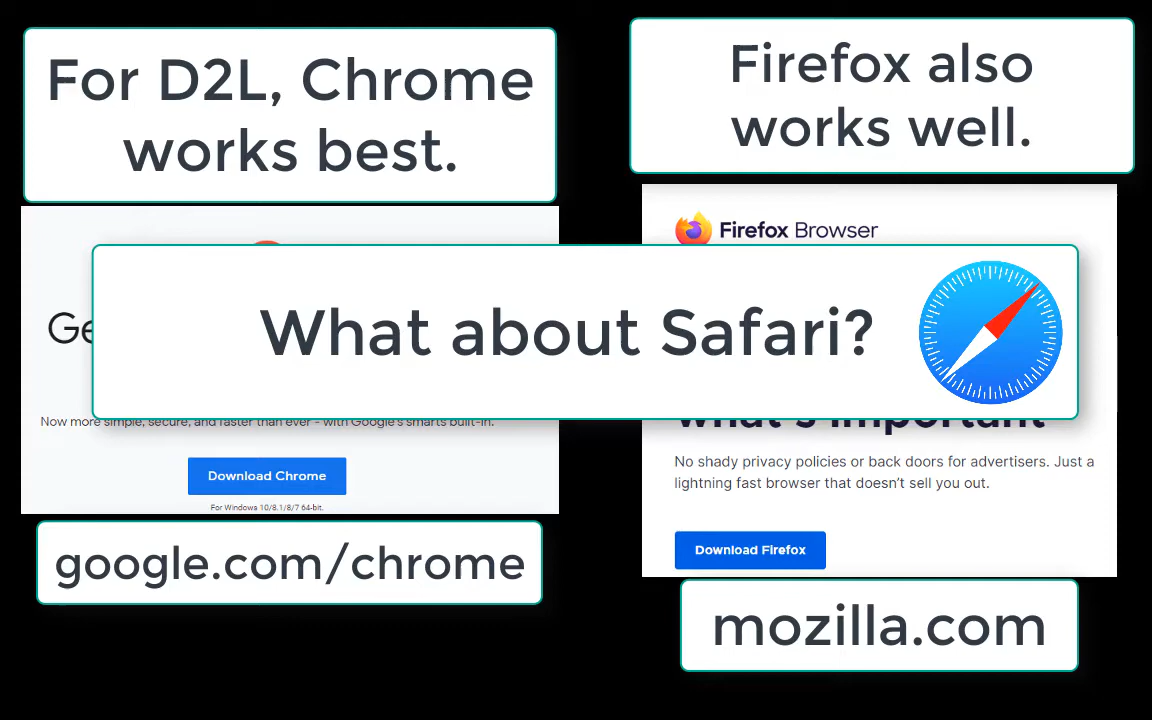 For D2L, Chrome
works best.
Firefox also
works well.
Firefox Browser
Ge
What about Safari?
Now more simple, secure, and faster than ever - with Google's smarts built-in.
what's important
No shady privacy policies or back doors for advertisers. Just a
lightning fast browser that doesn't sell you out.
Download Chrome
For Windows 10/8.1/8/7 64-bit.
Download Firefox
google.com/chrome
mozilla.com